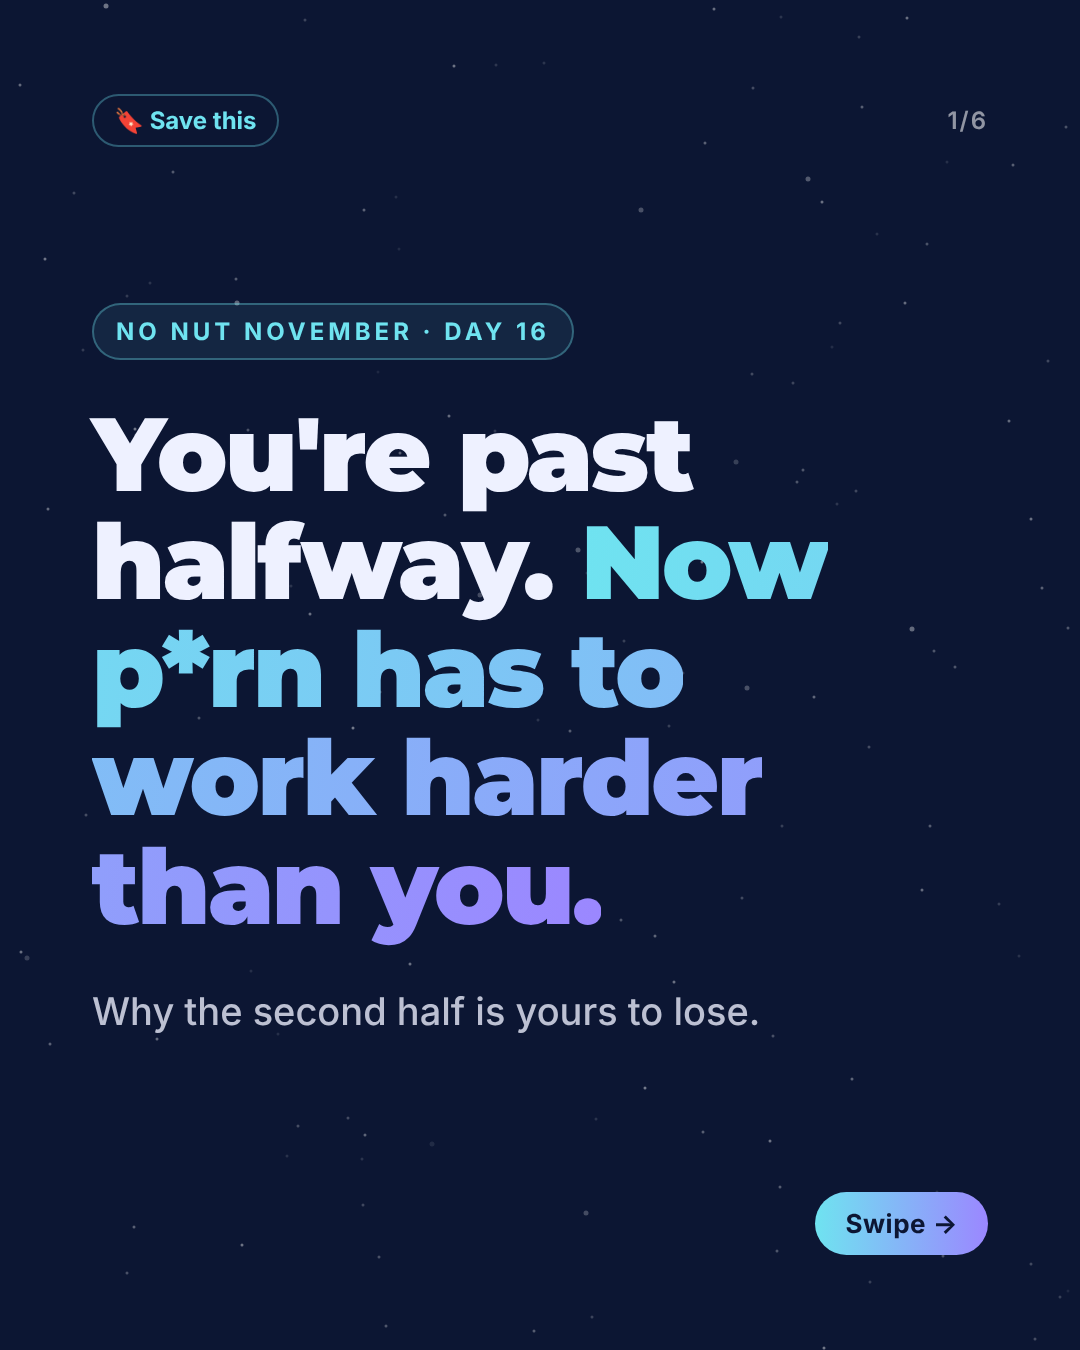 🔖 Save this
1/6
NO NUT NOVEMBER · DAY 16
You're past
halfway. Now
p*rn has to
work harder
than you.
Why the second half is yours to lose.
Swipe →